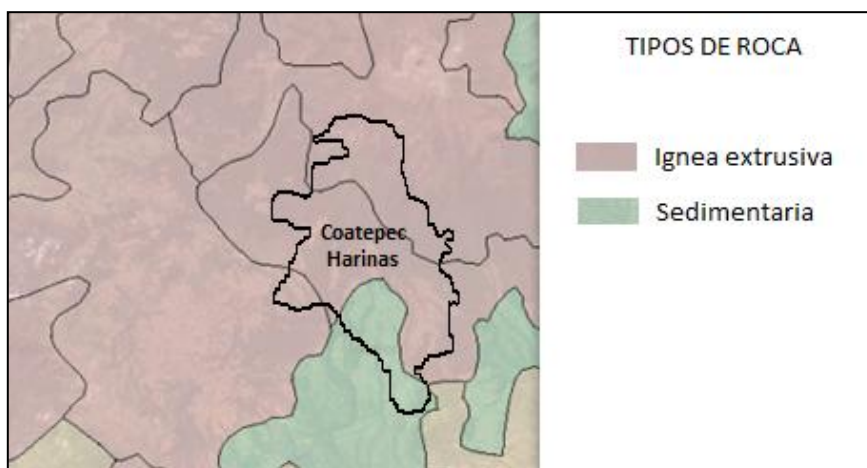 TIPOS DE ROCA
Ignea extrusiva
Sedimentaria
Coatepec
Harinas